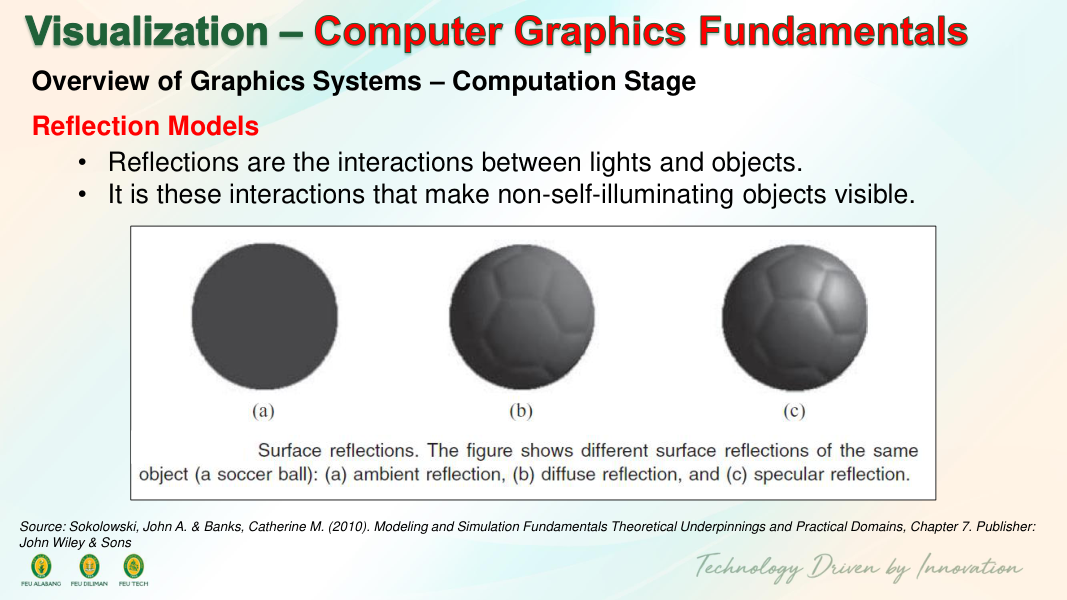 Visualization – Computer Graphics Fundamentals
Overview of Graphics Systems – Computation Stage
Reflection Models
• Reflections are the interactions between lights and objects.
• It is these interactions that make non-self-illuminating objects visible.
(a) (b) (c)
Surface reflections. The figure shows different surface reflections of the same
object (a soccer ball): (a) ambient reflection, (b) diffuse reflection, and (c) specular reflection.
Source: Sokolowski, John A. & Banks, Catherine M. (2010). Modeling and Simulation Fundamentals Theoretical Underpinnings and Practical Domains, Chapter 7. Publisher:
John Wiley & Sons
FEU ALABANG FEU DILIMAN FEU TECH
Technology Driven by Innovation